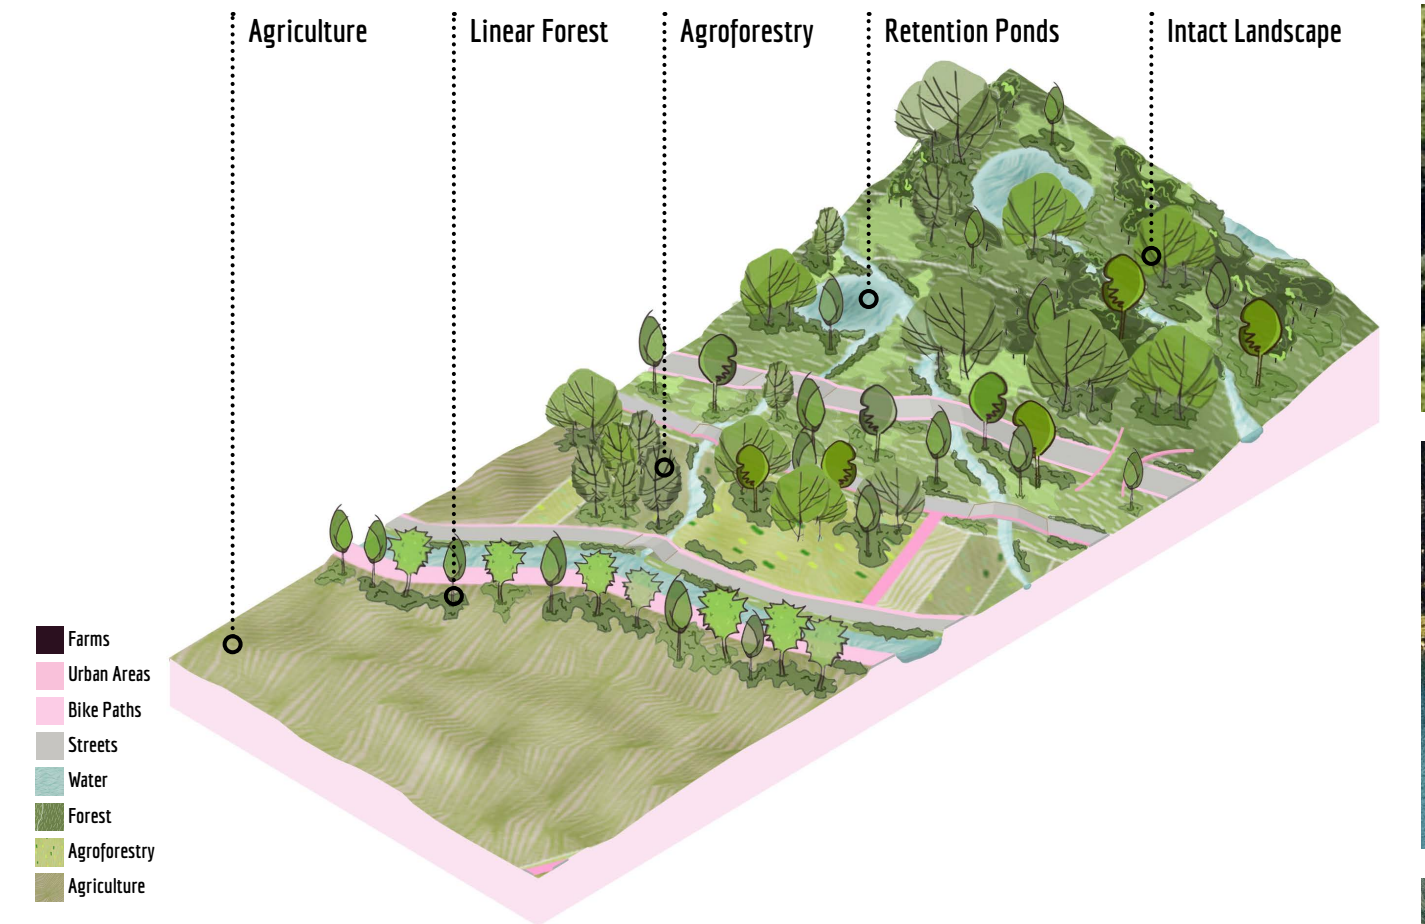 Agriculture
Linear Forest
Agroforestry
Retention Ponds
Intact Landscape
Farms
Urban Areas
Bike Paths
Streets
Water
Forest
Agroforestry
Agriculture